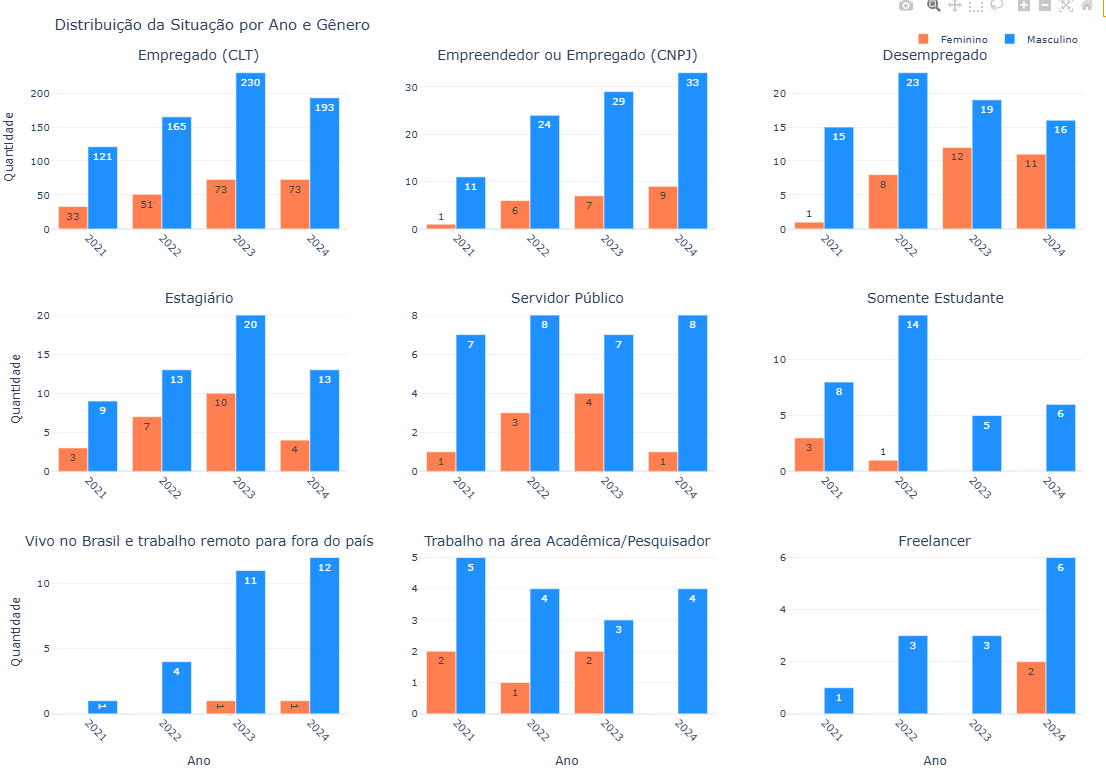 Distribuição da Situação por Ano e Gênero
Feminino Masculino
Empregado (CLT) Empreendedor ou Empregado (CNPJ) Desempregado
Quantidade
200
150
100
50
0
33 121 51 165 73 230 73 193
2021 2022 2023 2024
30
20
10
0
1 11 6 24 7 29 9 33
2021 2022 2023 2024
20
15
10
5
0
1 15 8 23 12 19 11 16
2021 2022 2023 2024
Estagiário Servidor Público Somente Estudante
Quantidade
20
15
10
5
0
3 9 7 13 10 20 4 13
2021 2022 2023 2024
8
6
4
2
0
1 7 3 8 4 7 1 8
2021 2022 2023 2024
10
5
0
3 8 1 14 5 6
2021 2022 2023 2024
Vivo no Brasil e trabalho remoto para fora do país Trabalho na área Acadêmica/Pesquisador Freelancer
Quantidade
10
5
0
1 4 1 11 1 12
2021 2022 2023 2024
Ano
5
4
3
2
1
0
2 5 1 4 2 3 4
2021 2022 2023 2024
Ano
6
4
2
0
1 3 3 2 6
2021 2022 2023 2024
Ano